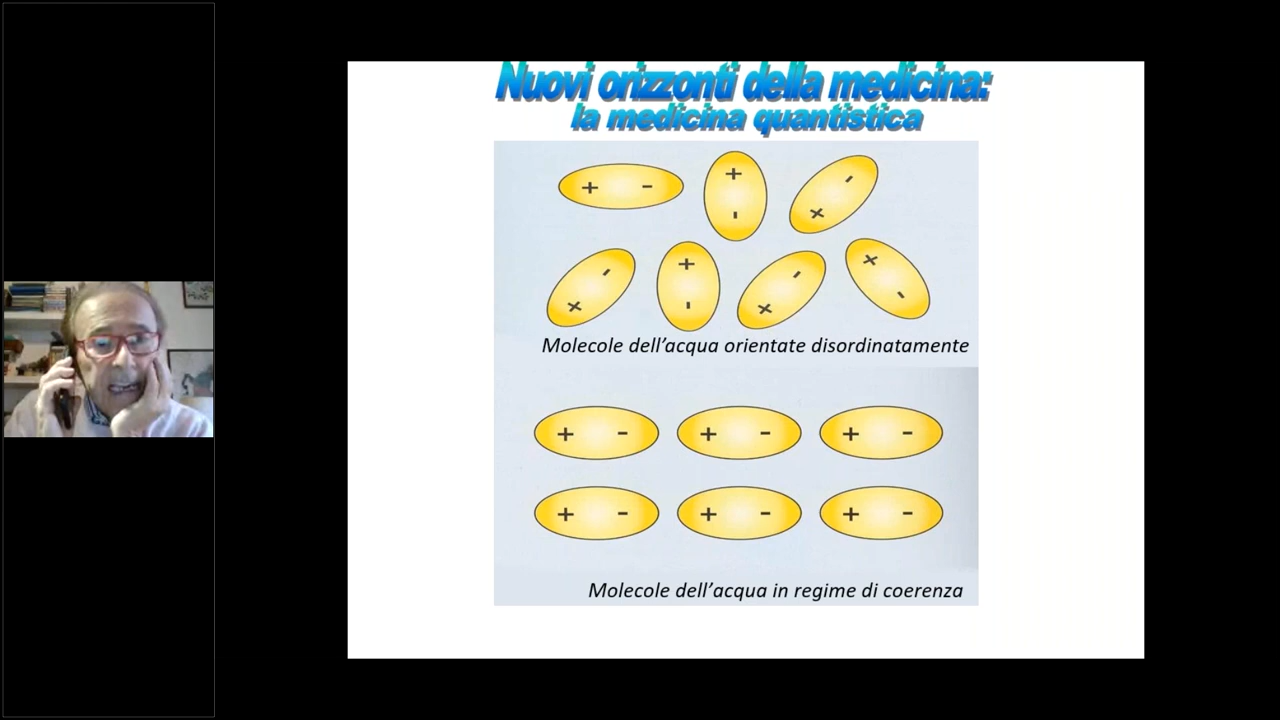 Nuovi orizzonti della medicina:
la medicina quantistica
+ - + - + -
+ - + - + - + -
Molecole dell'acqua orientate disordinatamente
+ - + - + -
+ - + - + -
Molecole dell'acqua in regime di coerenza